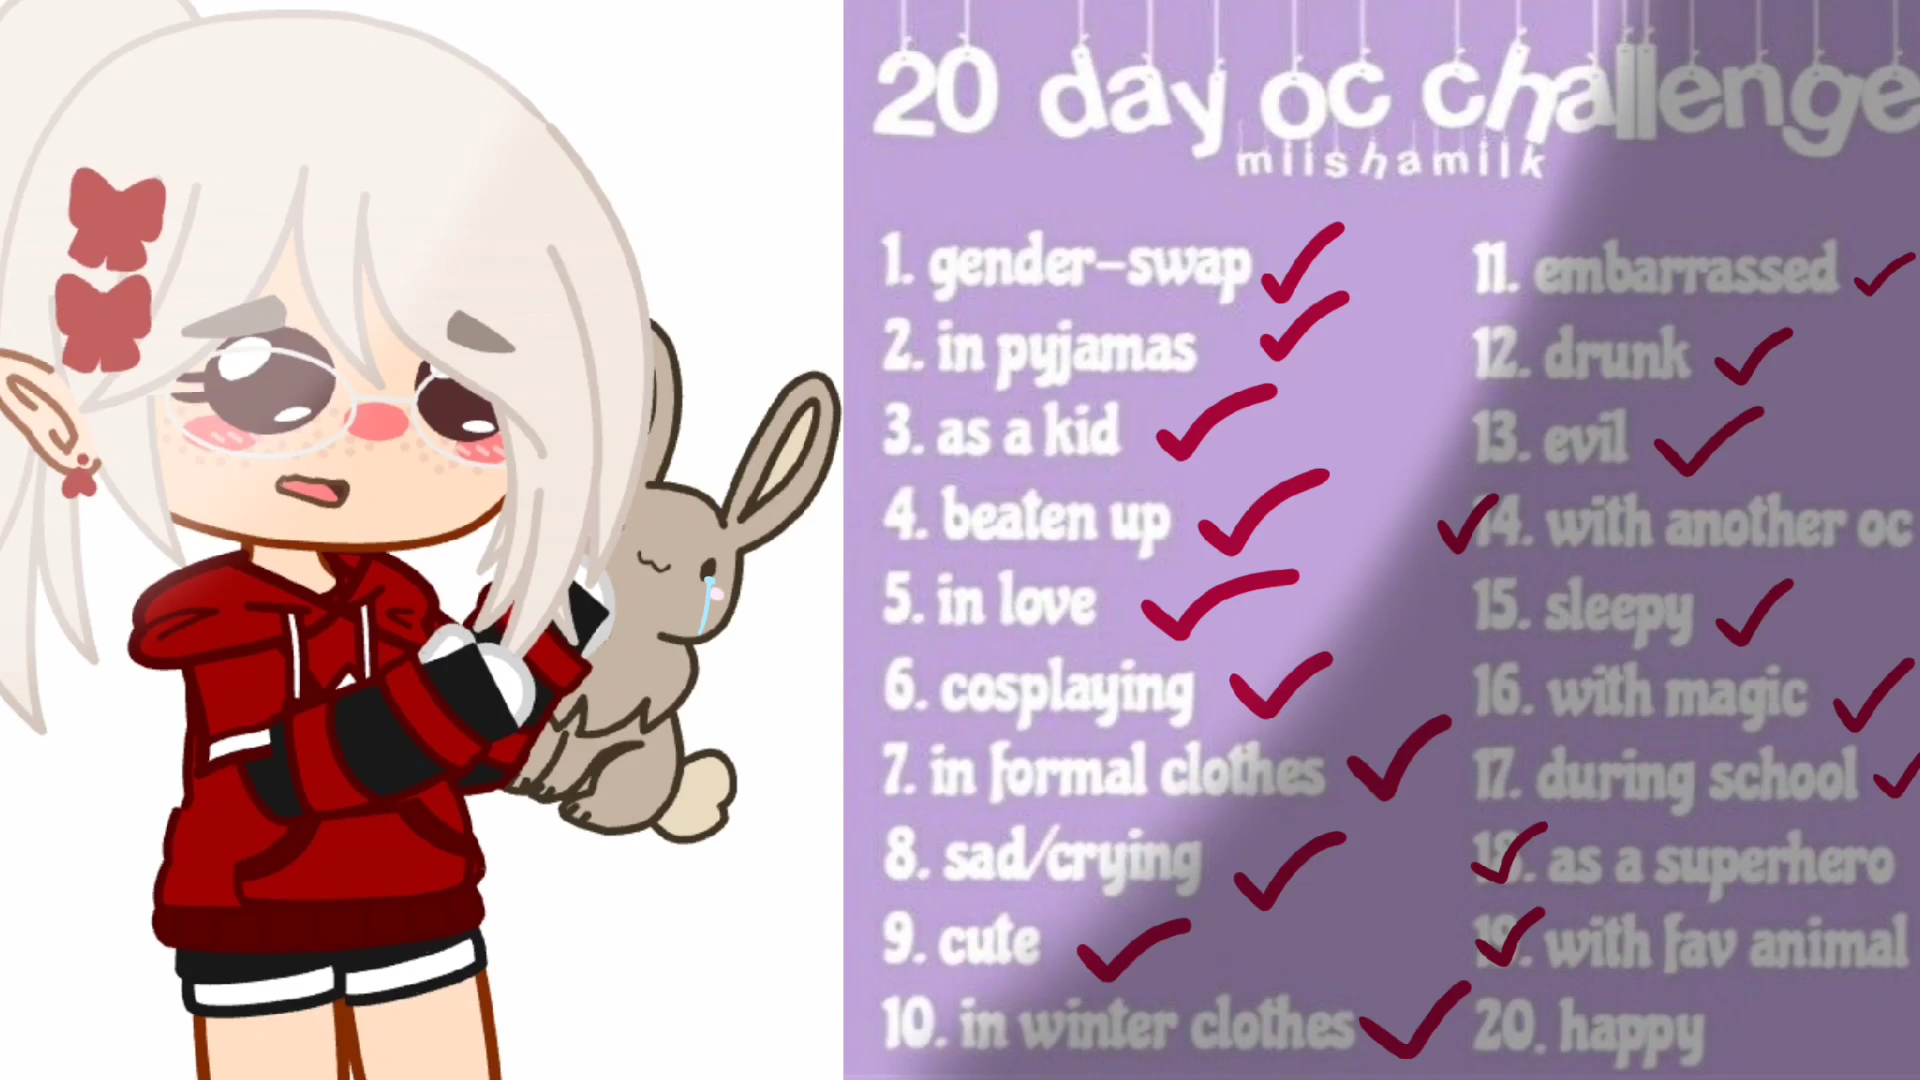 20 day oc challenge
miishamilk
1. gender-swap
2. in pyjamas
3. as a kid
4. beaten up
5. in love
6. cosplaying
7. in formal clothes
8. sad/crying
9. cute
10. in winter clothes
11. embarrassed
12. drunk
13. evil
14. with another oc
15. sleepy
16. with magic
17. during school
18. as a superhero
19. with fav animal
20. happy